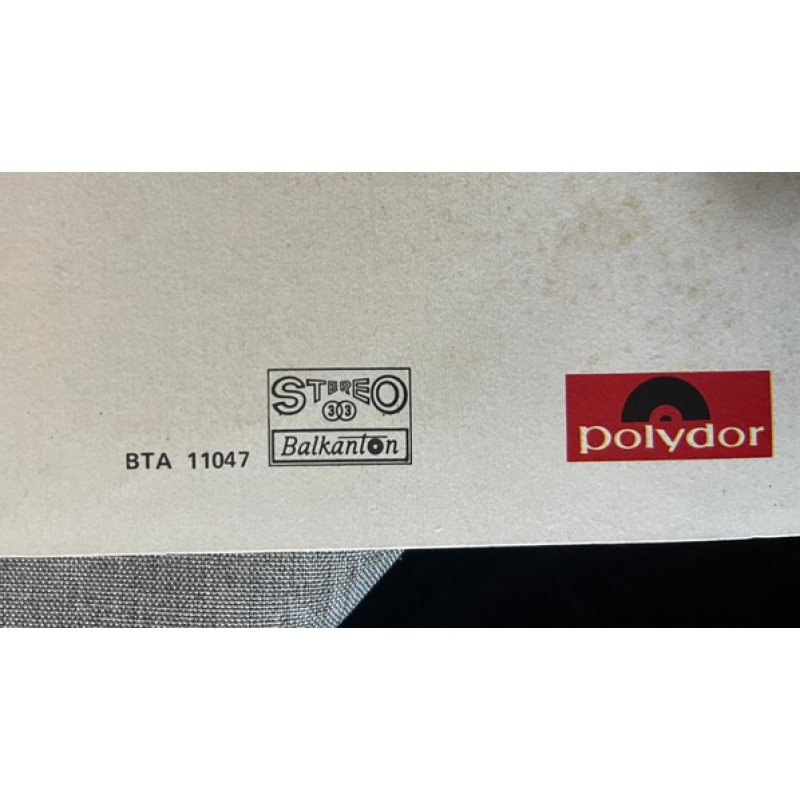 STEREO
33
BTA 11047
Balkanton
polydor